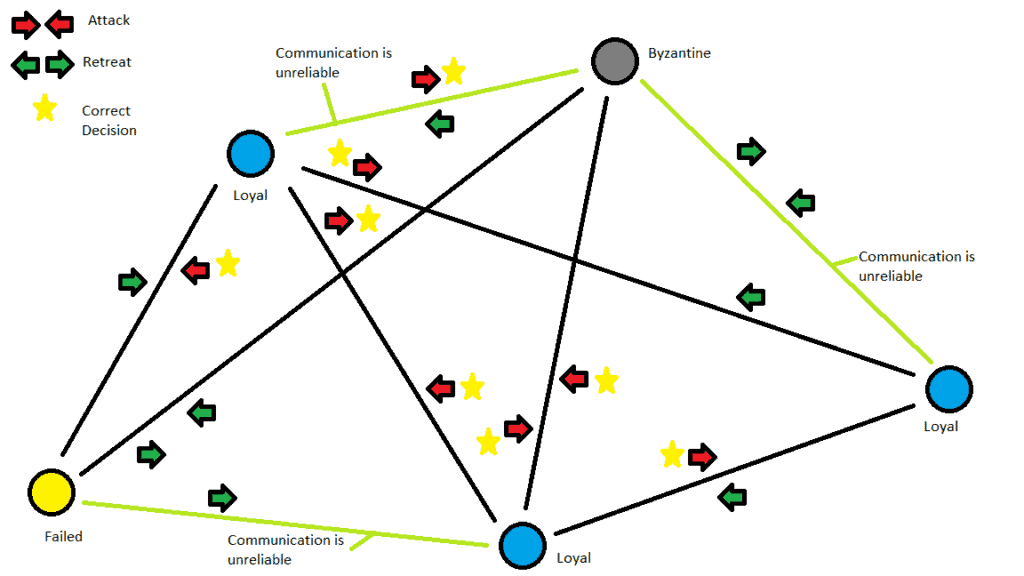 Attack
Retreat
Correct
Decision
Communication is
unreliable
Byzantine
Loyal
Communication is
unreliable
Loyal
Failed
Communication is
unreliable
Loyal